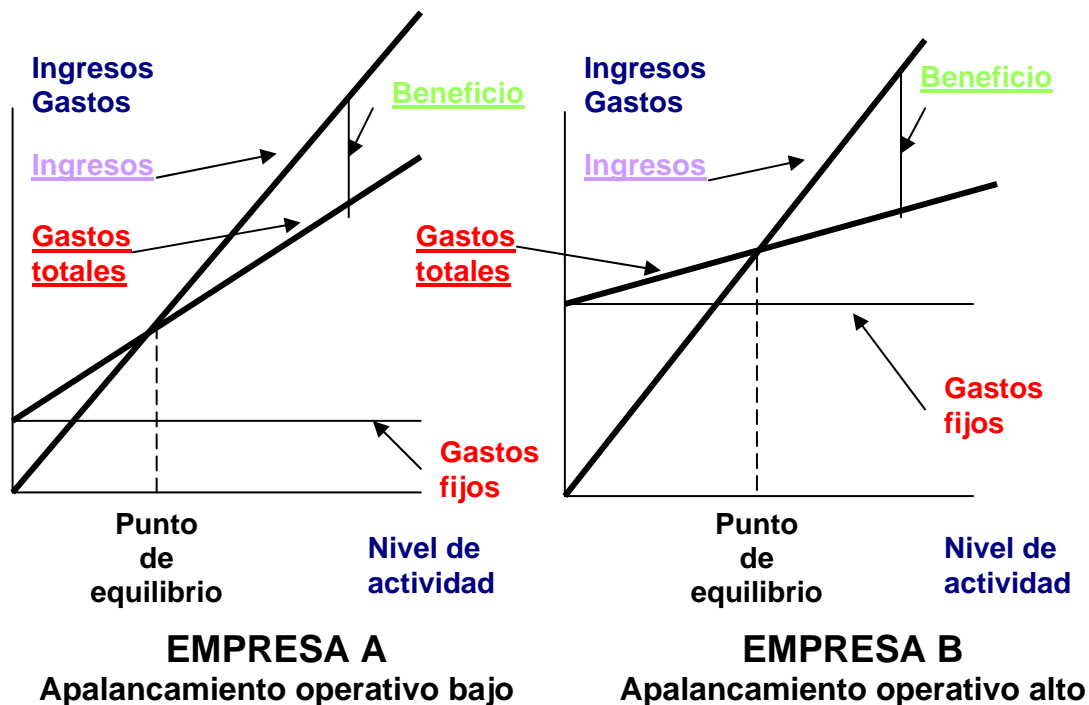 Ingresos
Gastos
Beneficio
Ingresos
Gastos
totales
Gastos
fijos
Punto
de
equilibrio
Nivel de
actividad
EMPRESA A
Apalancamiento operativo bajo
Ingresos
Gastos
Beneficio
Ingresos
Gastos
totales
Gastos
fijos
Punto
de
equilibrio
Nivel de
actividad
EMPRESA B
Apalancamiento operativo alto